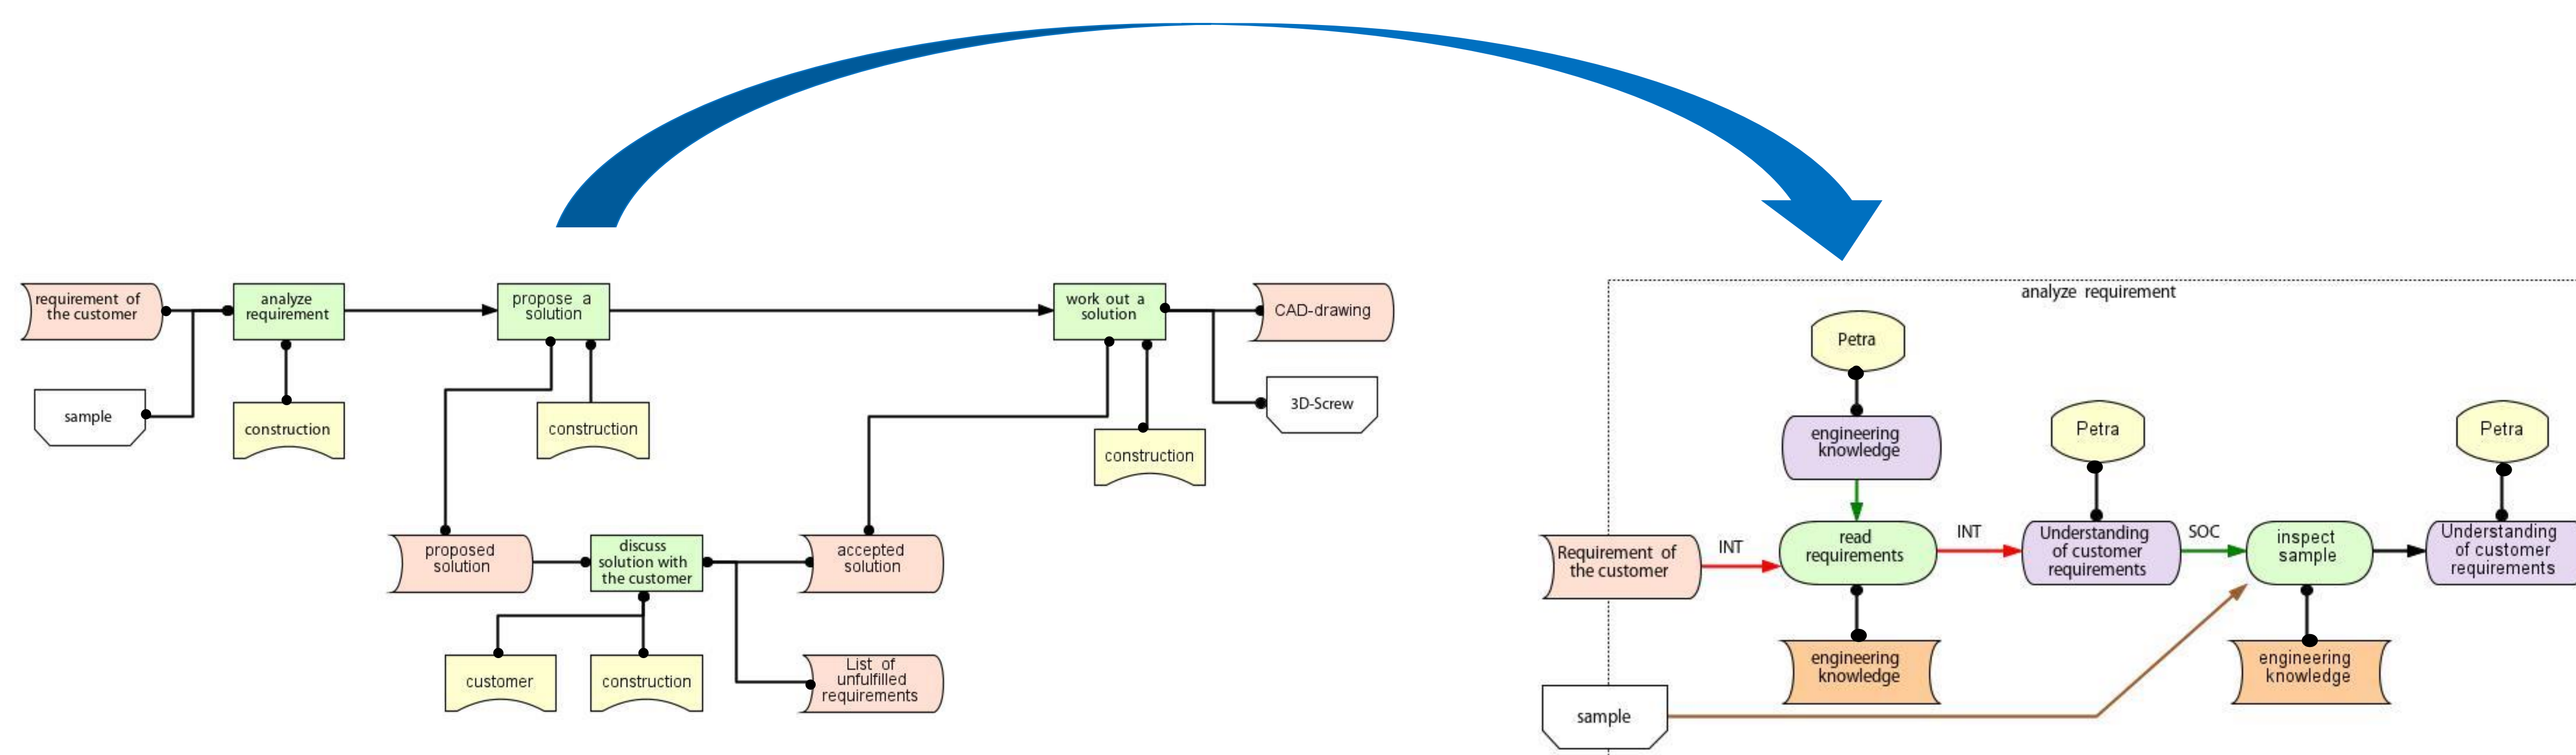 requirement of
the customer
analyze
requirement
propose a
solution
work out a
solution
CAD-drawing
sample
construction
construction
construction
3D-Screw
proposed
solution
discuss
solution with
the customer
accepted
solution
customer
construction
List of
unfulfilled
requirements
analyze requirement
Petra
engineering
knowledge
Petra
Petra
Requirement of
the customer
INT
read
requirements
INT
Understanding
of customer
requirements
SOC
inspect
sample
Understanding
of customer
requirements
engineering
knowledge
engineering
knowledge
sample